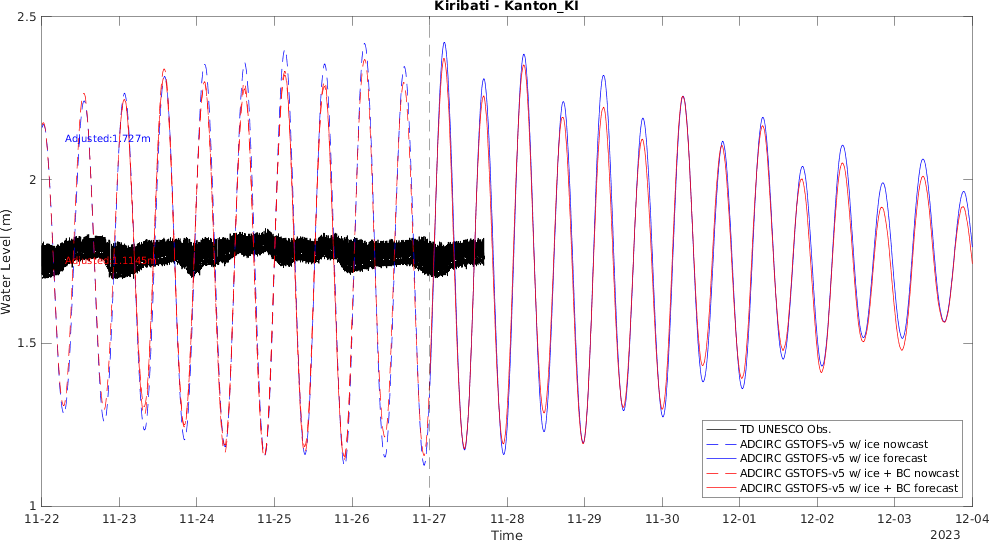 Kiribati - Kanton_KI
2.5
2
1.5
1
Water Level (m)
Adjusted:1.727m
TD UNESCO Obs.
ADCIRC GSTOFS-v5 w/ ice nowcast
ADCIRC GSTOFS-v5 w/ ice forecast
ADCIRC GSTOFS-v5 w/ ice + BC nowcast
ADCIRC GSTOFS-v5 w/ ice + BC forecast
11-22 11-23 11-24 11-25 11-26 11-27 11-28 11-29 11-30 12-01 12-02 12-03 12-04
Time
2023